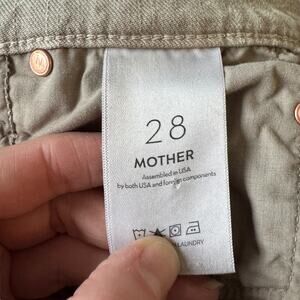 28
MOTHER
Assembled in USA
by both USA and foreign components
LAUNDRY